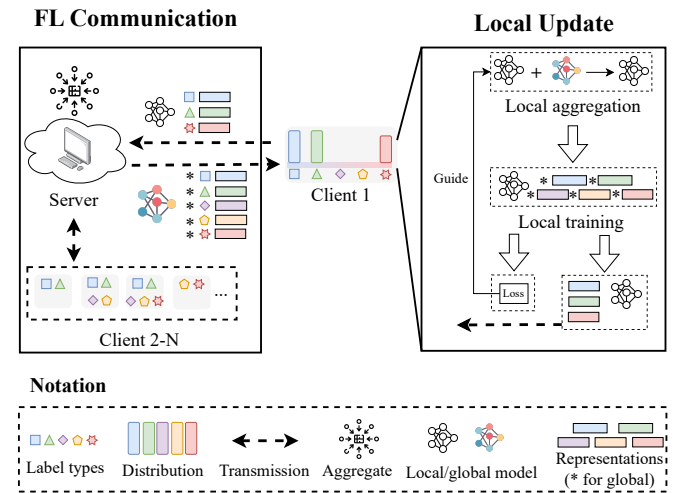 FL Communication
Local Update
Server
* 
*
*
*
*
Client 2-N
...
Client 1
+
Local aggregation
Guide
* * * * *
Local training
Loss
Notation
Label types
Distribution
Transmission
Aggregate
Local/global model
Representations
(* for global)